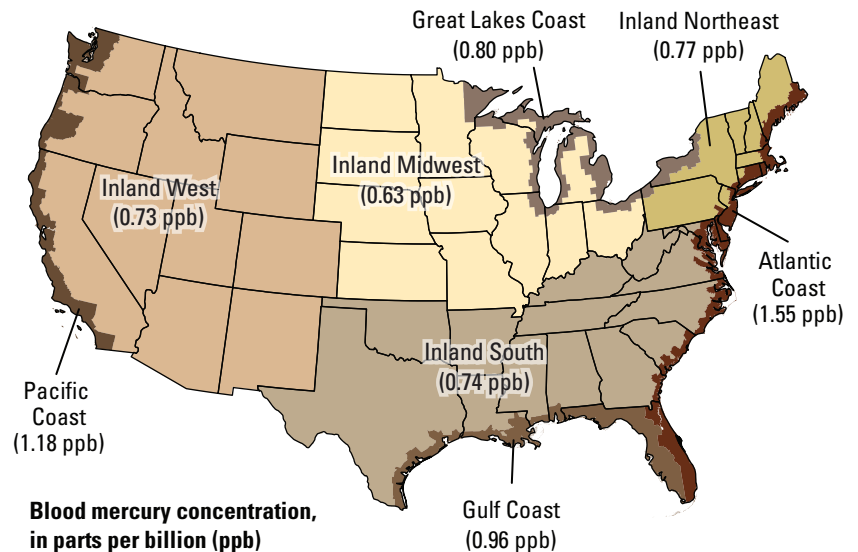 Great Lakes Coast
(0.80 ppb)
Inland Northeast
(0.77 ppb)
Inland West
(0.73 ppb)
Inland Midwest
(0.63 ppb)
Atlantic
Coast
(1.55 ppb)
Inland South
(0.74 ppb)
Pacific
Coast
(1.18 ppb)
Gulf Coast
(0.96 ppb)
Blood mercury concentration,
in parts per billion (ppb)